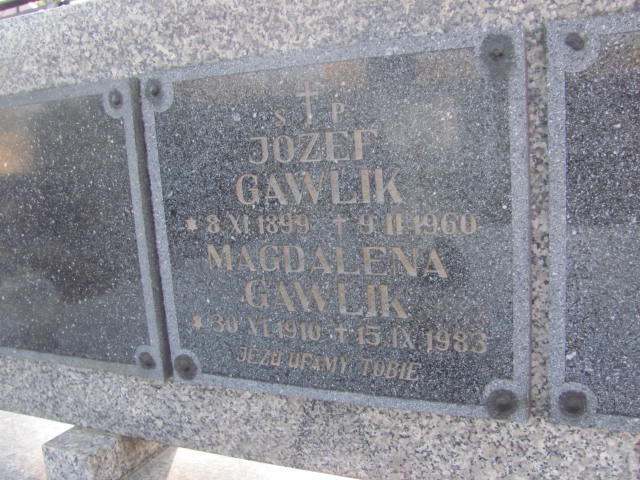 S P
JÓZEF
GAWLIK
* 8 XI 1899 † 9 II 1960
MAGDALENA
GAWLIK
* 30 VI 1910 † 15 IX 1983
JEZU UFAMY TOBIE